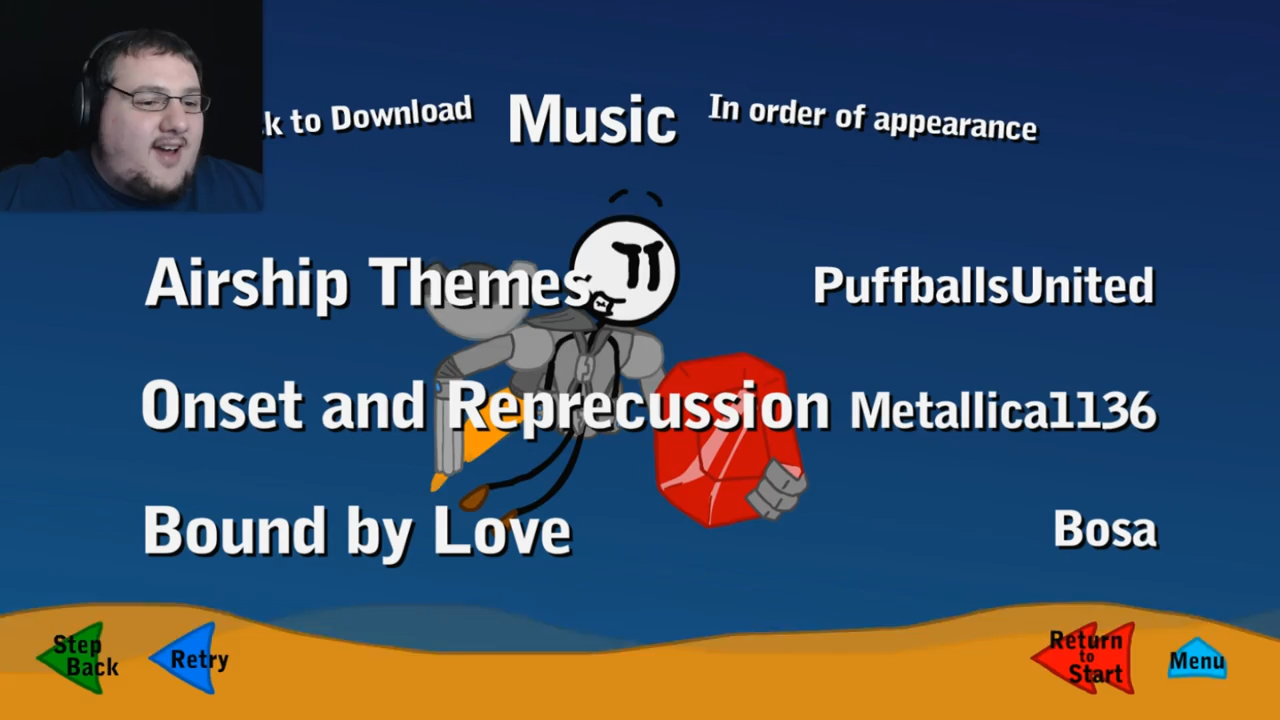 k to Download
Music
In order of appearance
Airship Themes
PuffballsUnited
Onset and Reprecussion
Metallica1136
Bound by Love
Bosa
Step Back
Retry
Return to Start
Menu